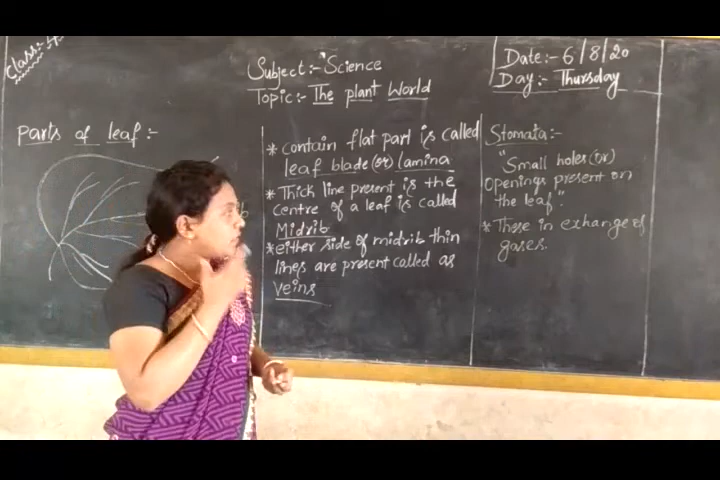 Class:- 4
Subject:- Science
Topic:- The plant World
Date:- 6/8/20
Day:- Thursday
parts of leaf:-
* contain flat part is called
leaf blade (or) lamina
* Thick line present is the
centre of a leaf is called
Midrib
* either side of midrib thin
lines are present called as
veins
Stomata:-
"Small holes (or)
Openings present on
the leaf".
* These in exhange of
gases.